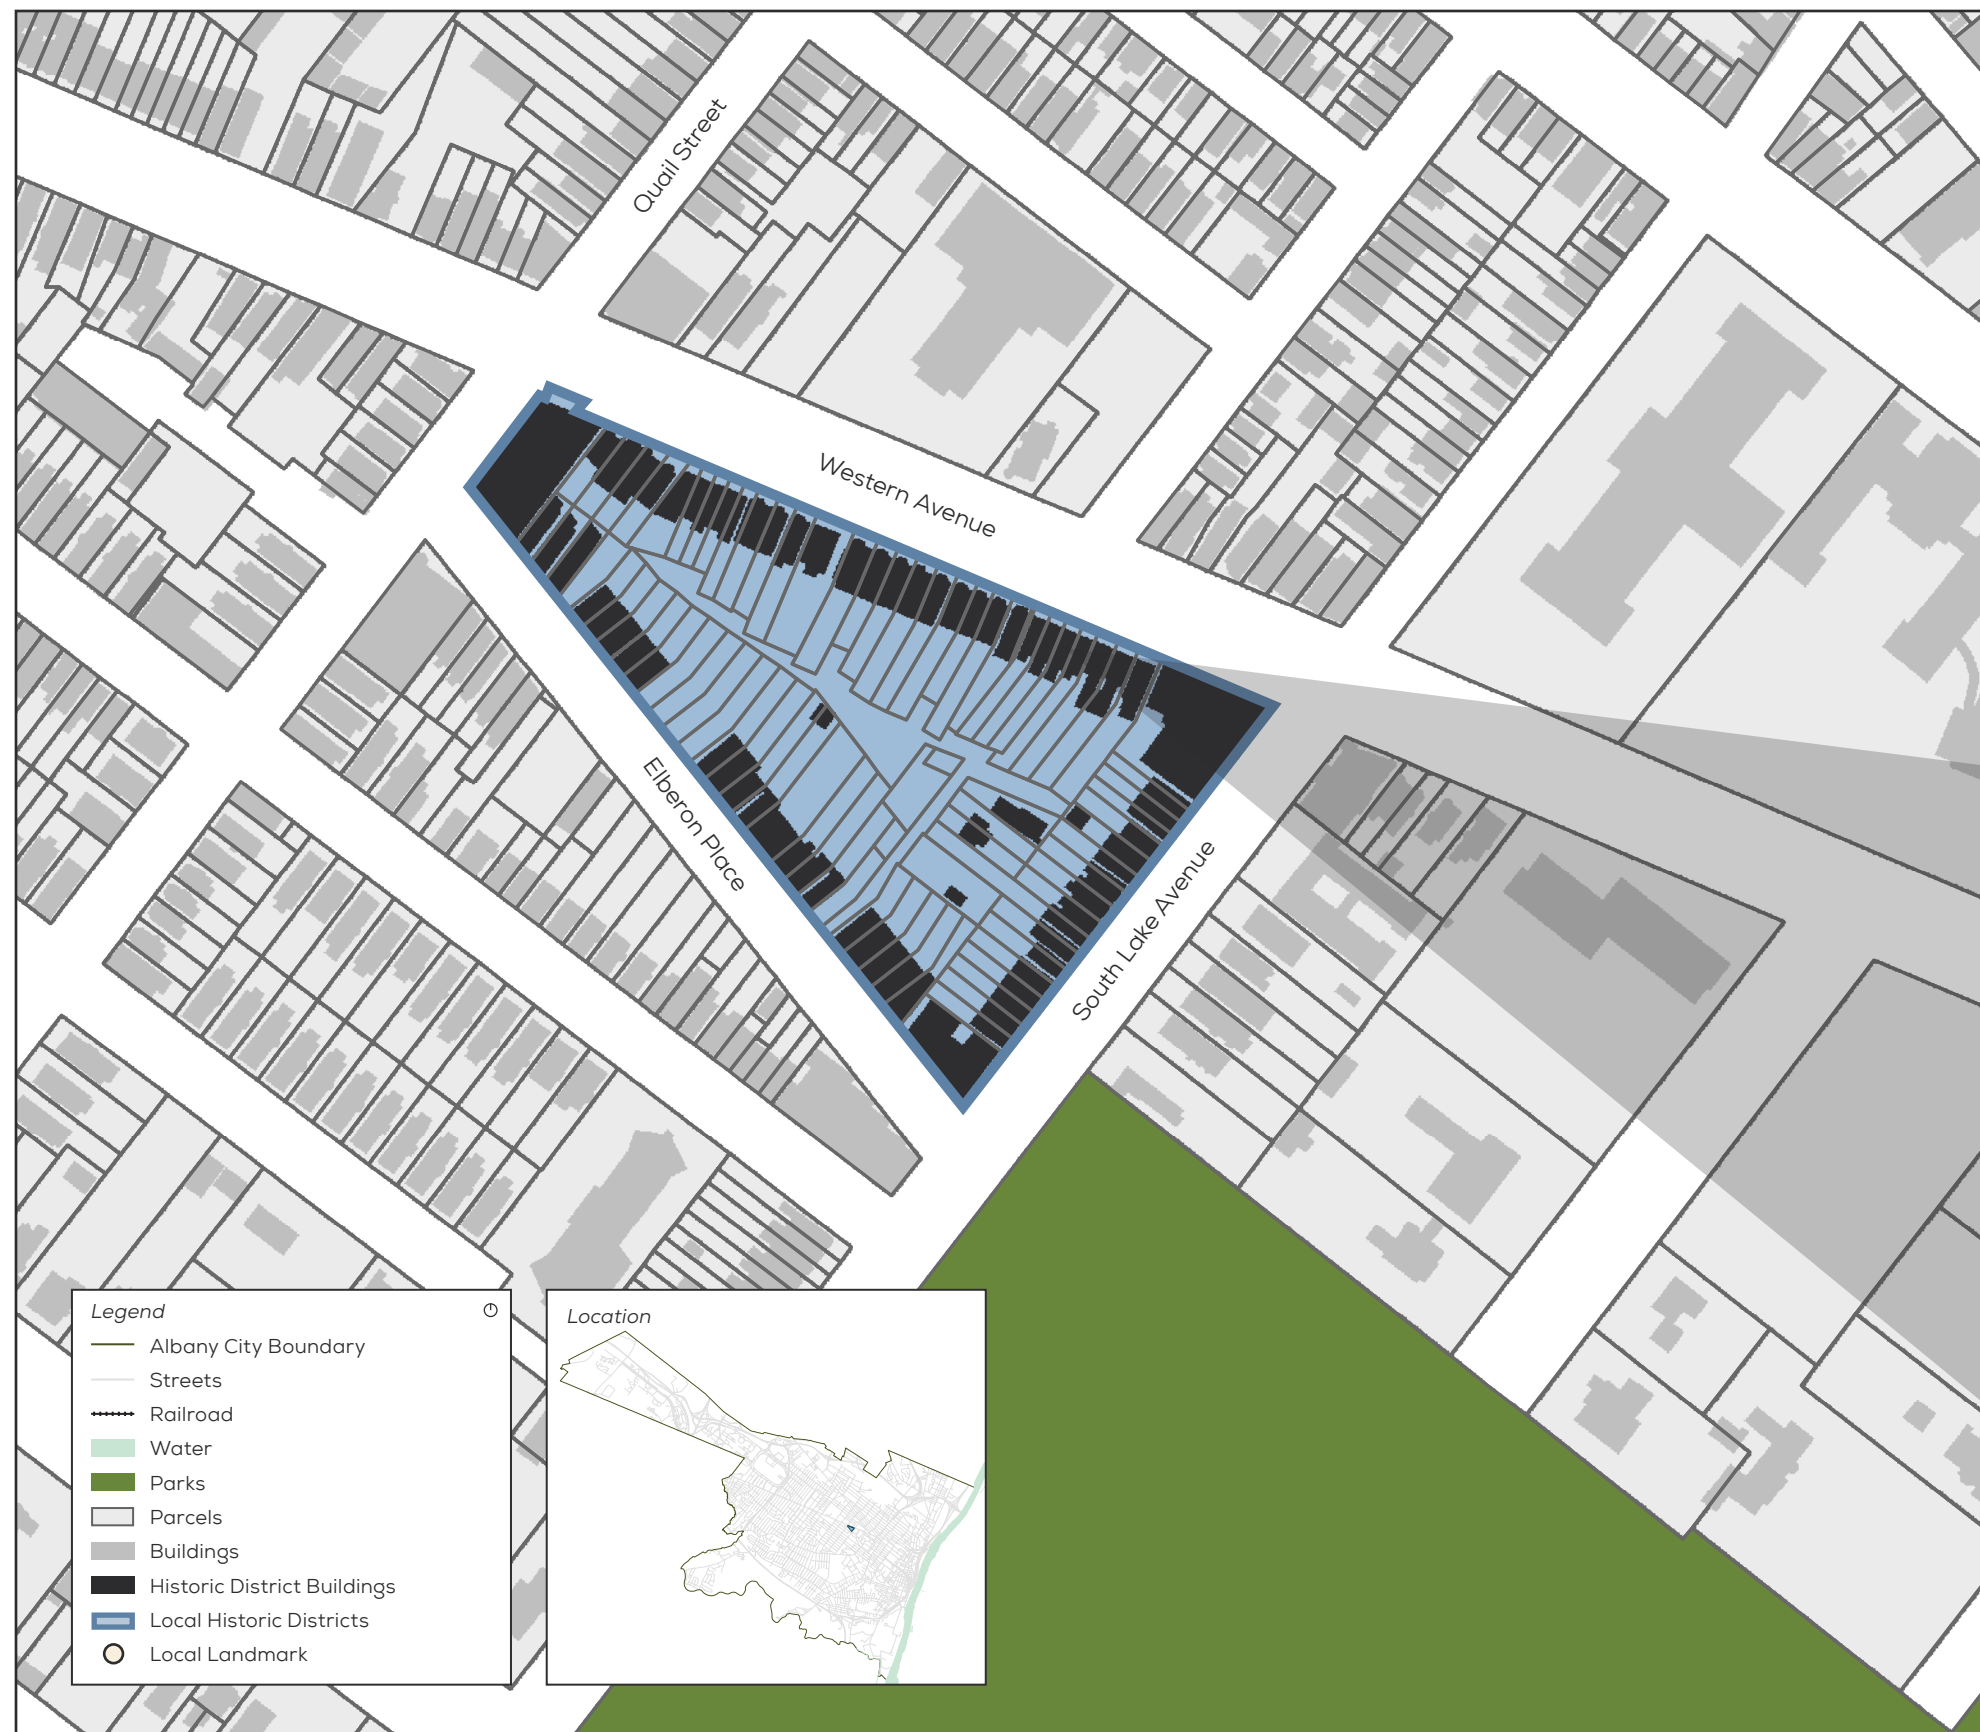 Quail Street
Western Avenue
Elberon Place
South Lake Avenue
Legend
Albany City Boundary
Streets
Railroad
Water
Parks
Parcels
Buildings
Historic District Buildings
Local Historic Districts
Local Landmark
Location